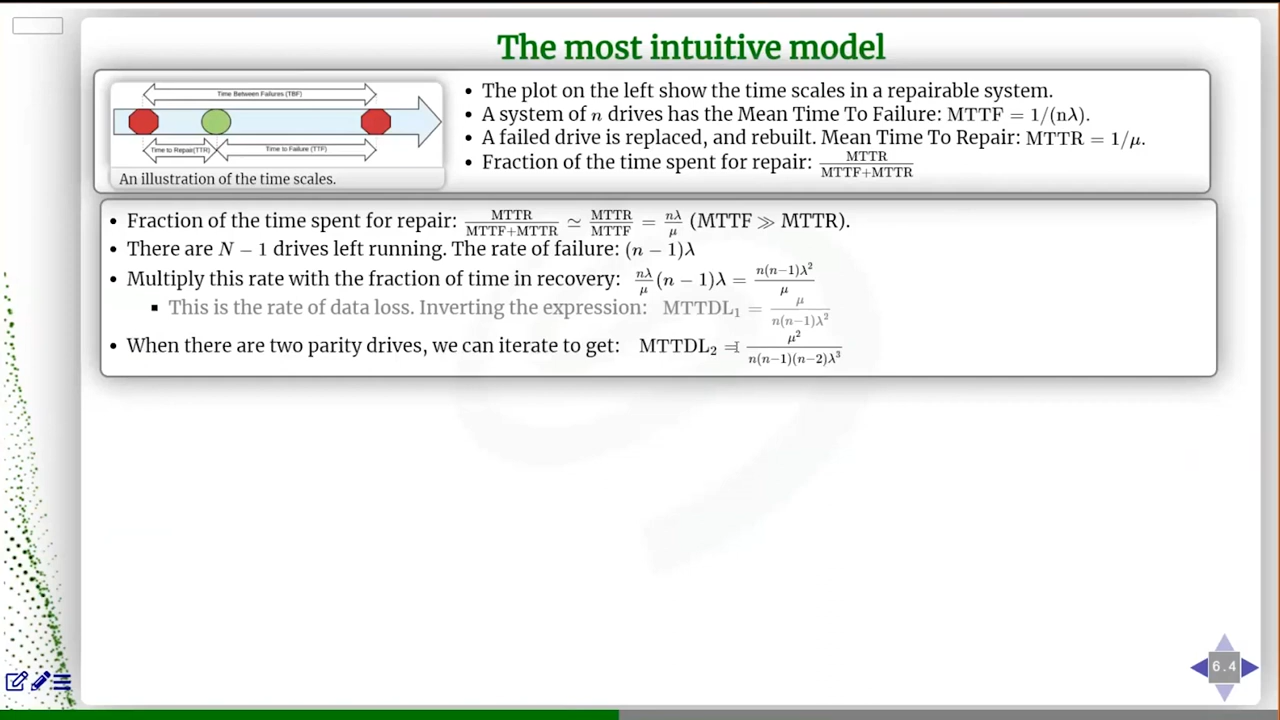 The most intuitive model
Time Between Failures (TBF)
Time to Repair(TTR)
Time to Failure (TTF)
An illustration of the time scales.
• The plot on the left show the time scales in a repairable system.
• A system of n drives has the Mean Time To Failure: MTTF = 1/(nλ).
• A failed drive is replaced, and rebuilt. Mean Time To Repair: MTTR = 1/μ.
• Fraction of the time spent for repair: MTTR/(MTTF+MTTR)
• Fraction of the time spent for repair: MTTR/(MTTF+MTTR) ≃ MTTR/MTTF = nλ/μ (MTTF ≫ MTTR).
• There are N − 1 drives left running. The rate of failure: (n − 1)λ
• Multiply this rate with the fraction of time in recovery: nλ/μ (n − 1)λ = n(n−1)λ²/μ
▪ This is the rate of data loss. Inverting the expression: MTTDL₁ = μ/(n(n−1)λ²)
• When there are two parity drives, we can iterate to get: MTTDL₂ = μ²/(n(n−1)(n−2)λ³)
6.4